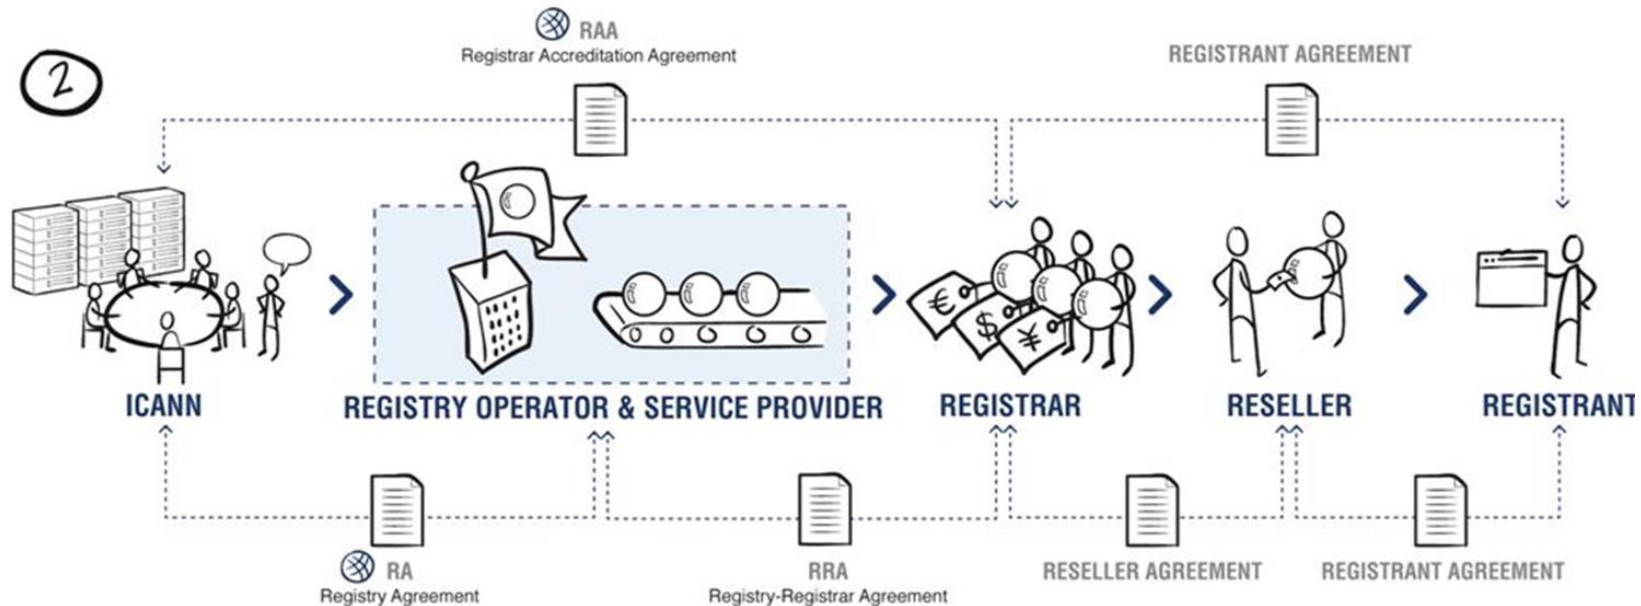 2
RAA
Registrar Accreditation Agreement
REGISTRANT AGREEMENT
€
$
¥
ICANN
REGISTRY OPERATOR & SERVICE PROVIDER
REGISTRAR
RESELLER
REGISTRANT
RA
Registry Agreement
RRA
Registry-Registrar Agreement
RESELLER AGREEMENT
REGISTRANT AGREEMENT